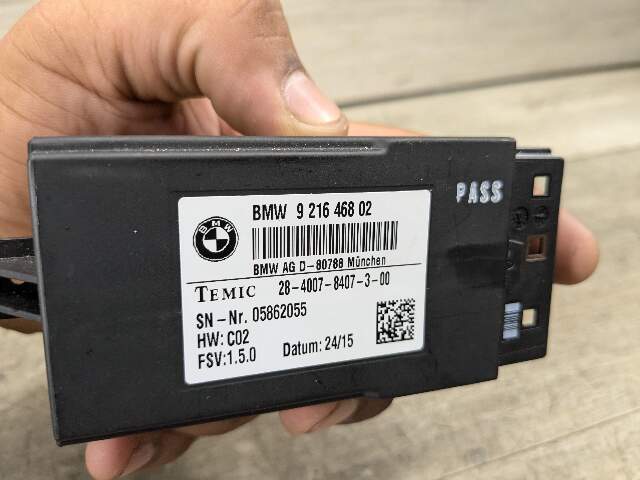 PASS
BMW
BMW 9 216 468 02
BMW AG D-80788 München
TEMIC 28-4007-8407-3-00
SN-Nr. 05862055
HW: C02
FSV:1.5.0 Datum: 24/15